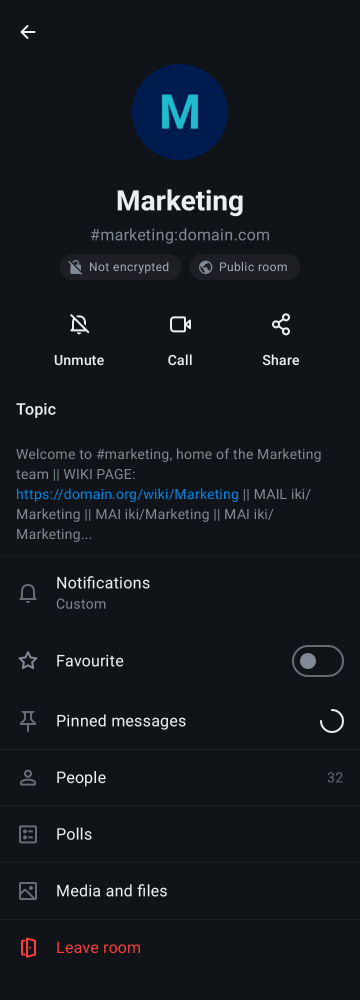 M
Marketing
#marketing:domain.com
Not encrypted
Public room
Unmute
Call
Share
Topic
Welcome to #marketing, home of the Marketing
team || WIKI PAGE:
https://domain.org/wiki/Marketing || MAIL iki/
Marketing || MAI iki/Marketing || MAI iki/
Marketing...
Notifications
Custom
Favourite
Pinned messages
People
32
Polls
Media and files
Leave room